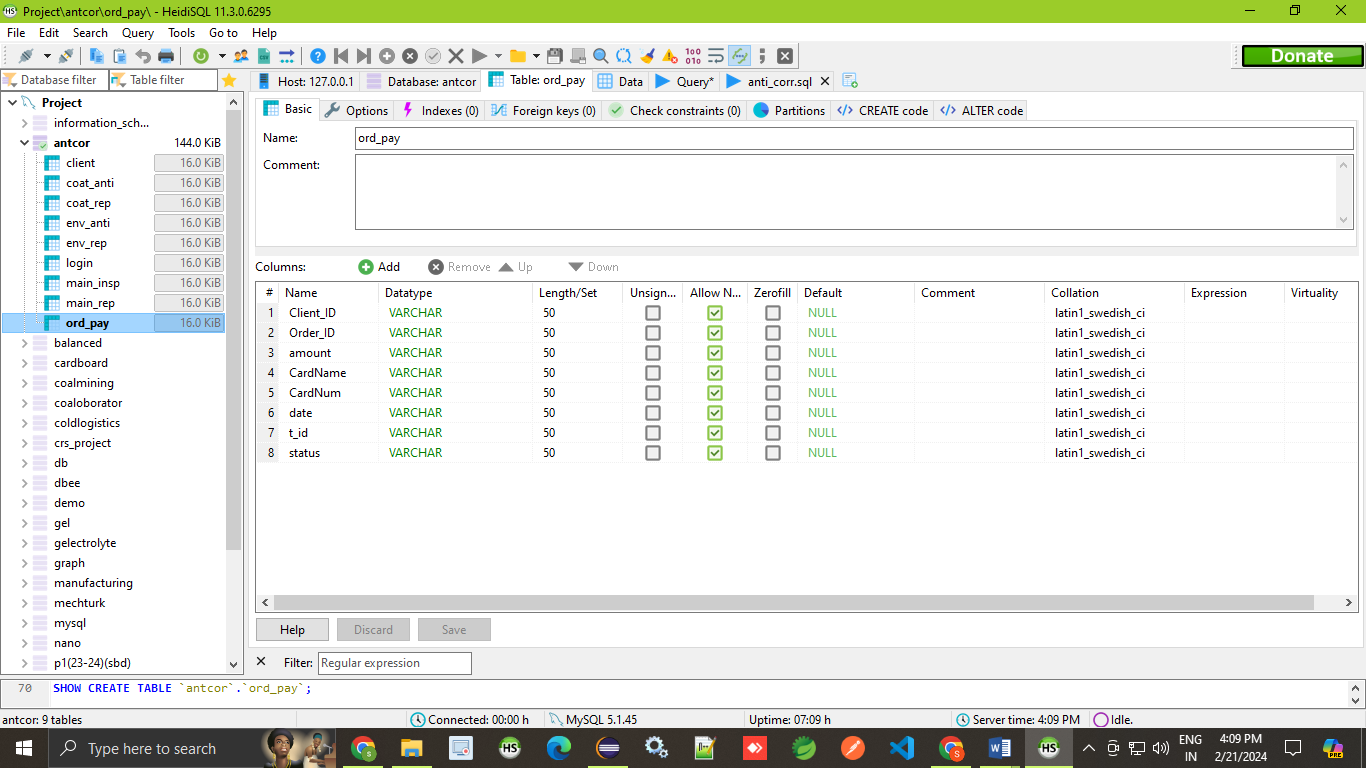 Project\antcor\ord_pay\ - HeidiSQL 11.3.0.6295
File Edit Search Query Tools Go to Help
Donate
Database filter Table filter
Host: 127.0.0.1 Database: antcor Table: ord_pay Data Query* anti_corr.sql
Project
information_sch...
antcor 144.0 KiB
client 16.0 KiB
coat_anti 16.0 KiB
coat_rep 16.0 KiB
env_anti 16.0 KiB
env_rep 16.0 KiB
login 16.0 KiB
main_insp 16.0 KiB
main_rep 16.0 KiB
ord_pay 16.0 KiB
balanced
cardboard
coalmining
coaloborator
coldlogistics
crs_project
db
dbee
demo
gel
gelectrolyte
graph
manufacturing
mechturk
mysql
nano
p1(23-24)(sbd)
Basic Options Indexes (0) Foreign keys (0) Check constraints (0) Partitions CREATE code ALTER code
Name: ord_pay
Comment:
Columns: Add Remove Up Down
# Name Datatype Length/Set Unsign... Allow N... Zerofill Default Comment Collation Expression Virtuality
1 Client_ID VARCHAR 50 NULL latin1_swedish_ci
2 Order_ID VARCHAR 50 NULL latin1_swedish_ci
3 amount VARCHAR 50 NULL latin1_swedish_ci
4 CardName VARCHAR 50 NULL latin1_swedish_ci
5 CardNum VARCHAR 50 NULL latin1_swedish_ci
6 date VARCHAR 50 NULL latin1_swedish_ci
7 t_id VARCHAR 50 NULL latin1_swedish_ci
8 status VARCHAR 50 NULL latin1_swedish_ci
Help Discard Save
Filter: Regular expression
70 SHOW CREATE TABLE `antcor`.`ord_pay`;
antcor: 9 tables Connected: 00:00 h MySQL 5.1.45 Uptime: 07:09 h Server time: 4:09 PM Idle.
Type here to search
ENG
IN
4:09 PM
2/21/2024